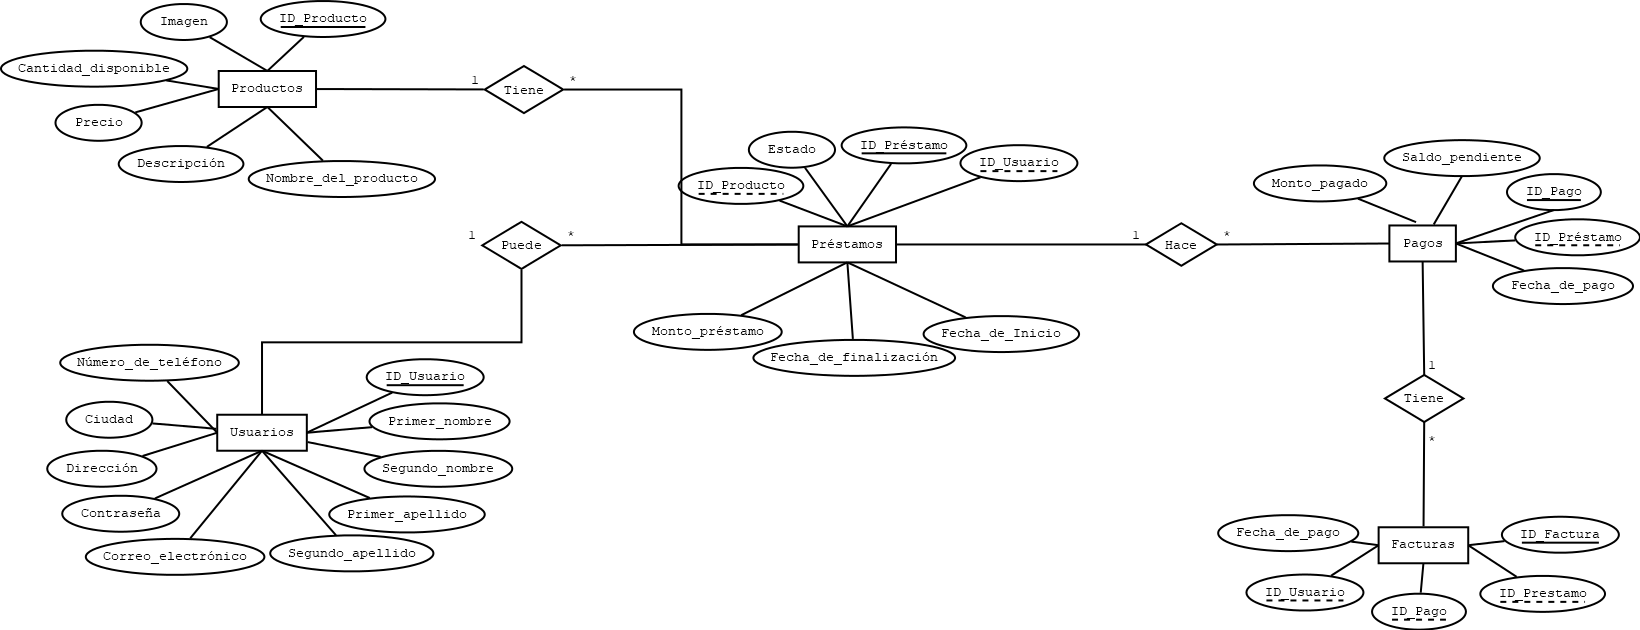 Imagen
ID_Producto
Cantidad_disponible
Productos
1
Tiene
*
Precio
Descripción
Nombre_del_producto
Estado
ID_Préstamo
ID_Usuario
ID_Producto
Préstamos
Monto_préstamo
Fecha_de_finalización
Fecha_de_Inicio
1
Puede
*
1
Hace
*
Saldo_pendiente
Monto_pagado
ID_Pago
Pagos
ID_Préstamo
Fecha_de_pago
Número_de_teléfono
ID_Usuario
Ciudad
Primer_nombre
Usuarios
Dirección
Segundo_nombre
Contraseña
Primer_apellido
Correo_electrónico
Segundo_apellido
1
Tiene
*
Fecha_de_pago
ID_Factura
Facturas
ID_Usuario
ID_Pago
ID_Prestamo